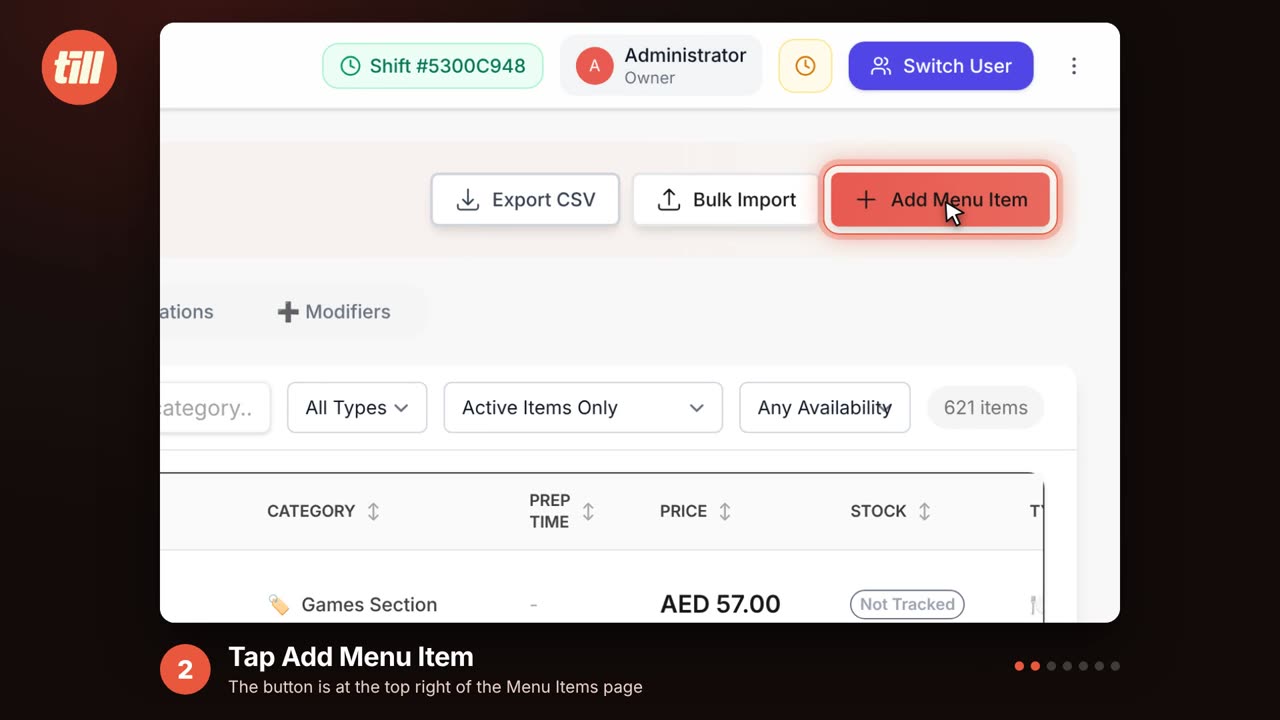 till
Shift #5300C948
A
Administrator
Owner
Switch User
Export CSV
Bulk Import
Add Menu Item
ations
Modifiers
category..
All Types
Active Items Only
Any Availability
621 items
CATEGORY
PREP
TIME
PRICE
STOCK
Games Section
-
AED 57.00
Not Tracked
2
Tap Add Menu Item
The button is at the top right of the Menu Items page